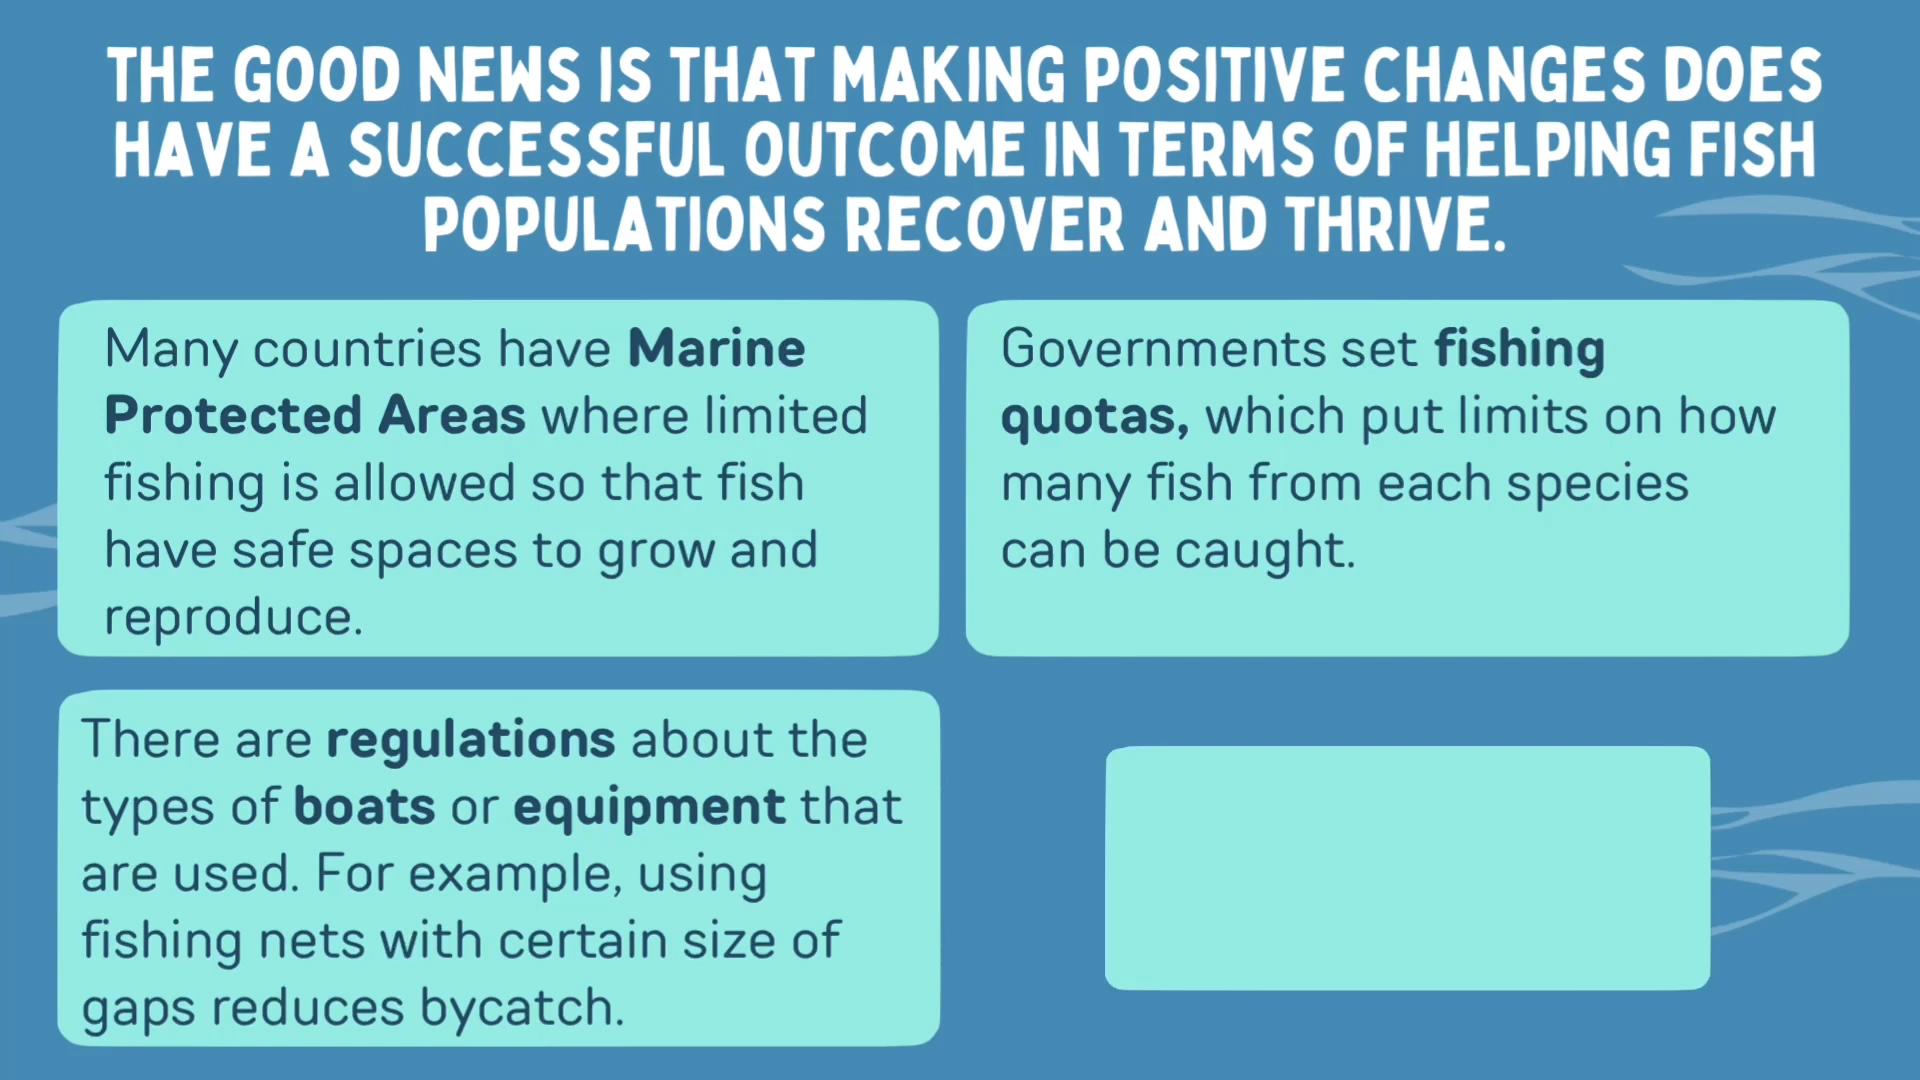 THE GOOD NEWS IS THAT MAKING POSITIVE CHANGES DOES
HAVE A SUCCESSFUL OUTCOME IN TERMS OF HELPING FISH
POPULATIONS RECOVER AND THRIVE.
Many countries have Marine
Protected Areas where limited
fishing is allowed so that fish
have safe spaces to grow and
reproduce.
Governments set fishing
quotas, which put limits on how
many fish from each species
can be caught.
There are regulations about the
types of boats or equipment that
are used. For example, using
fishing nets with certain size of
gaps reduces bycatch.